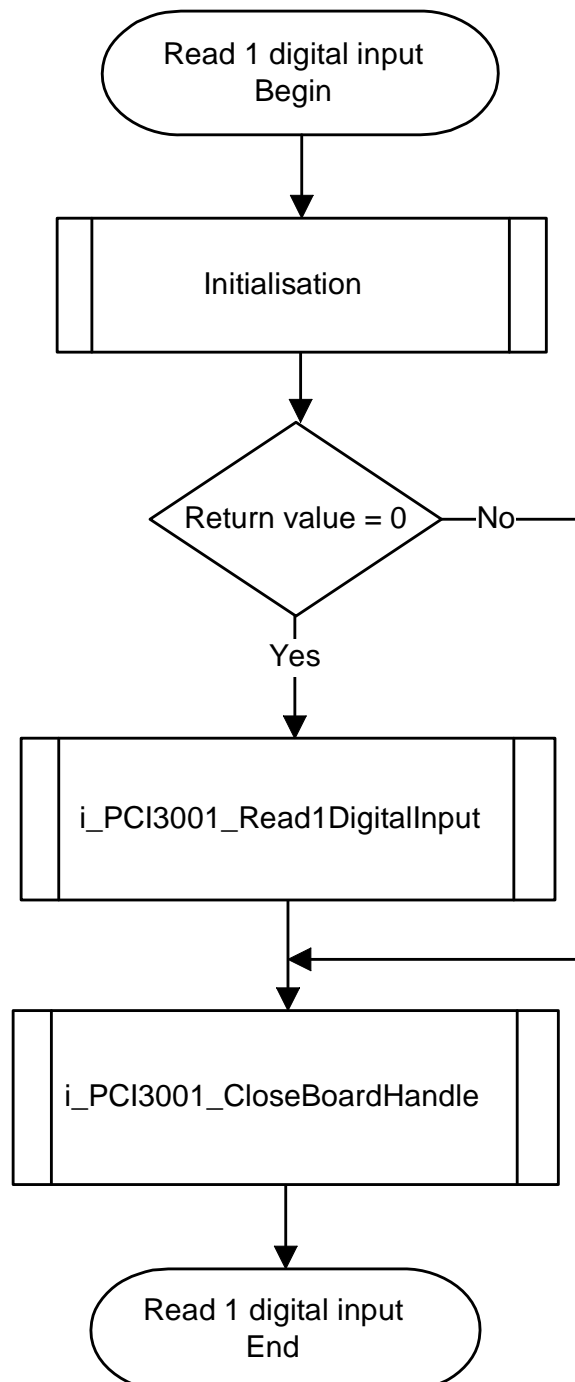 Read 1 digital input
Begin
Initialisation
Return value = 0
No
Yes
i_PCI3001_Read1DigitalInput
i_PCI3001_CloseBoardHandle
Read 1 digital input
End